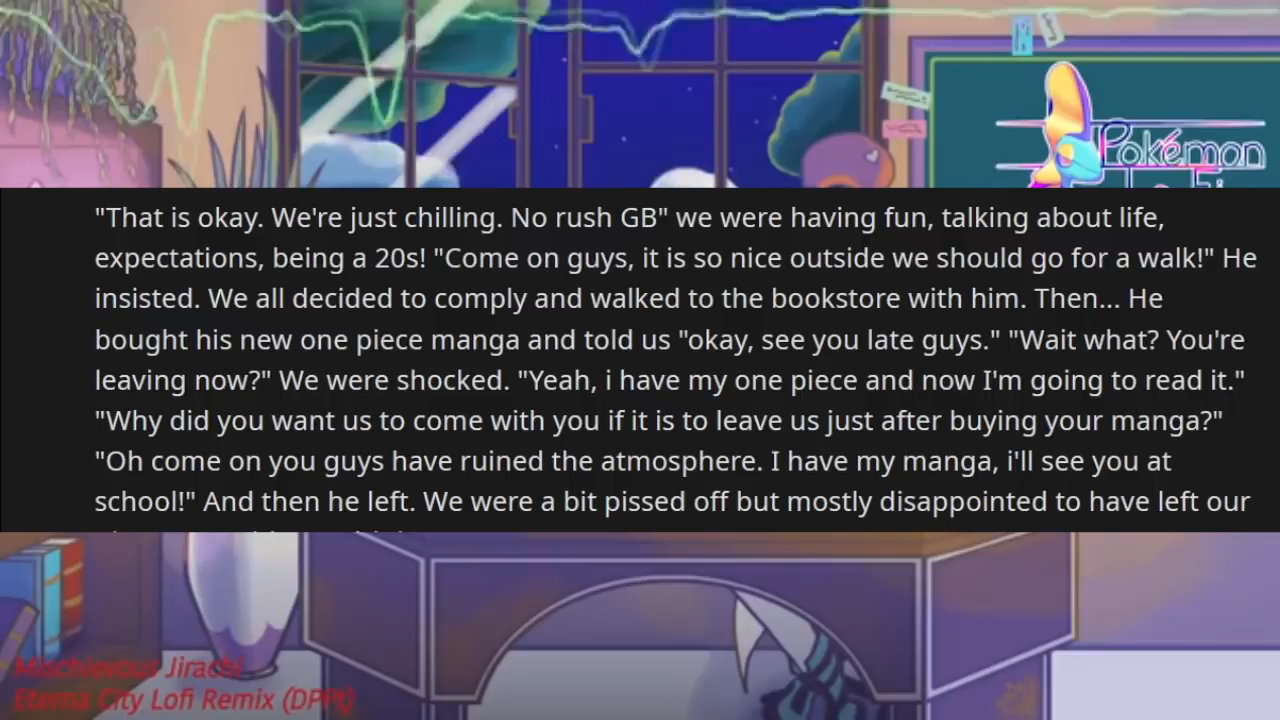 Pokémon
"That is okay. We're just chilling. No rush GB" we were having fun, talking about life,
expectations, being a 20s! "Come on guys, it is so nice outside we should go for a walk!" He
insisted. We all decided to comply and walked to the bookstore with him. Then... He
bought his new one piece manga and told us "okay, see you late guys." "Wait what? You're
leaving now?" We were shocked. "Yeah, i have my one piece and now I'm going to read it."
"Why did you want us to come with you if it is to leave us just after buying your manga?"
"Oh come on you guys have ruined the atmosphere. I have my manga, i'll see you at
school!" And then he left. We were a bit pissed off but mostly disappointed to have left our
Mischievous Jirachi
Eterna City Lofi Remix (DPPt)